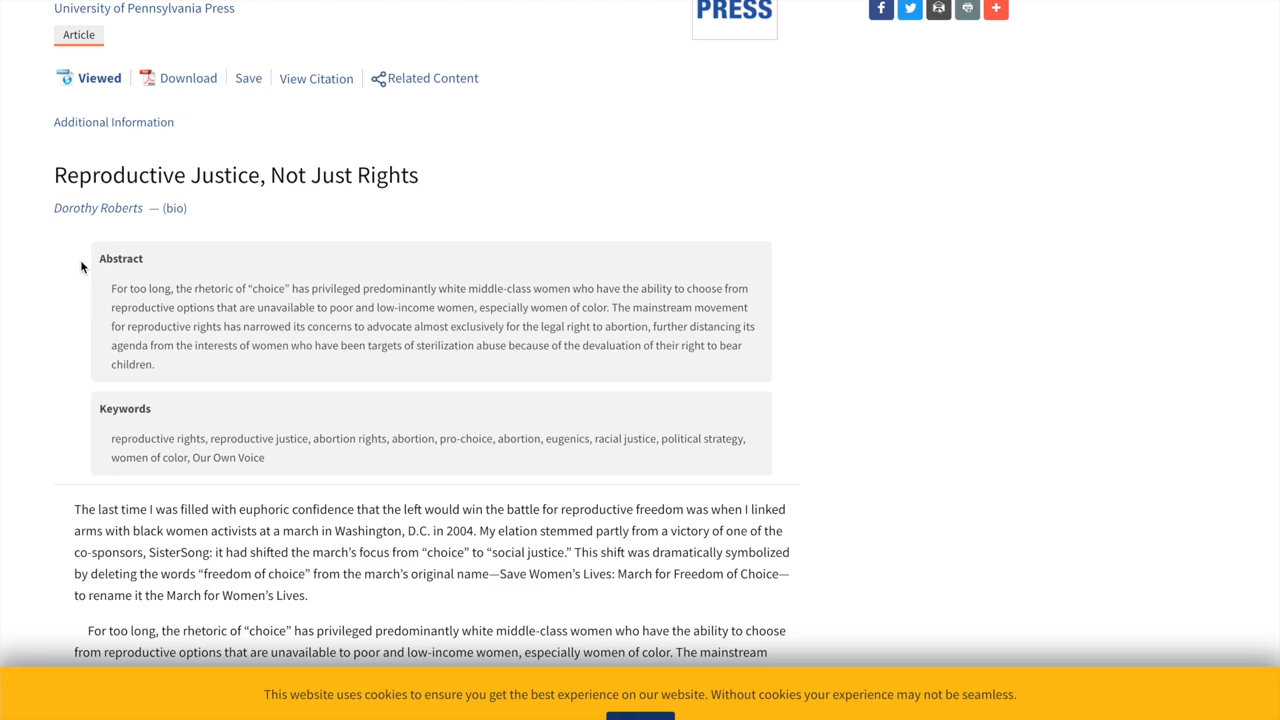 University of Pennsylvania Press
PRESS
Article
Viewed
Download
Save
View Citation
Related Content
Additional Information
Reproductive Justice, Not Just Rights
Dorothy Roberts — (bio)
Abstract
For too long, the rhetoric of “choice” has privileged predominantly white middle-class women who have the ability to choose from
reproductive options that are unavailable to poor and low-income women, especially women of color. The mainstream movement
for reproductive rights has narrowed its concerns to advocate almost exclusively for the legal right to abortion, further distancing its
agenda from the interests of women who have been targets of sterilization abuse because of the devaluation of their right to bear
children.
Keywords
reproductive rights, reproductive justice, abortion rights, abortion, pro-choice, abortion, eugenics, racial justice, political strategy,
women of color, Our Own Voice
The last time I was filled with euphoric confidence that the left would win the battle for reproductive freedom was when I linked
arms with black women activists at a march in Washington, D.C. in 2004. My elation stemmed partly from a victory of one of the
co-sponsors, SisterSong: it had shifted the march’s focus from “choice” to “social justice.” This shift was dramatically symbolized
by deleting the words “freedom of choice” from the march’s original name—Save Women’s Lives: March for Freedom of Choice—
to rename it the March for Women’s Lives.
For too long, the rhetoric of “choice” has privileged predominantly white middle-class women who have the ability to choose
from reproductive options that are unavailable to poor and low-income women, especially women of color. The mainstream
This website uses cookies to ensure you get the best experience on our website. Without cookies your experience may not be seamless.